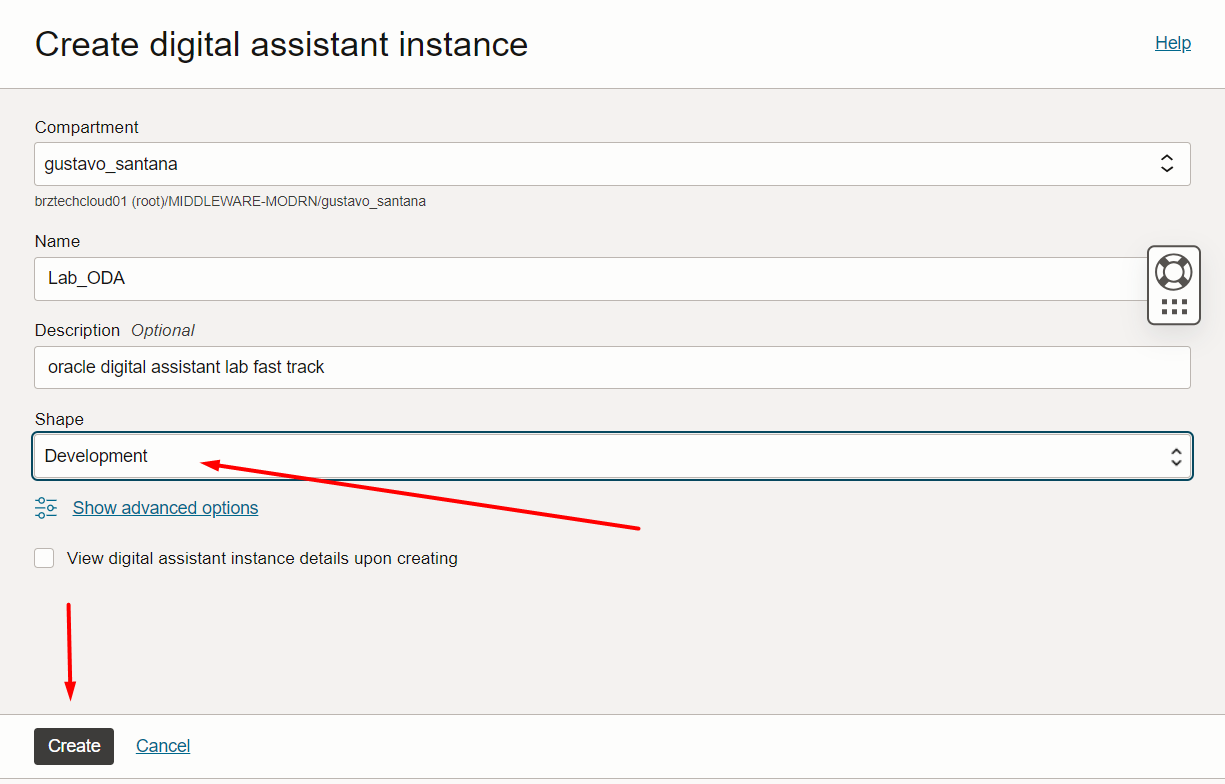 Create digital assistant instance
Help
Compartment
gustavo_santana
brztechcloud01 (root)/MIDDLEWARE-MODRN/gustavo_santana
Name
Lab_ODA
Description Optional
oracle digital assistant lab fast track
Shape
Development
Show advanced options
View digital assistant instance details upon creating
Create Cancel